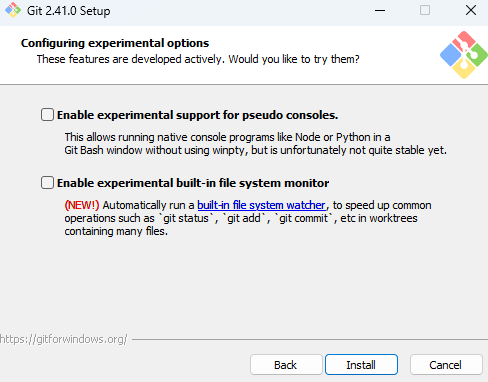 Git 2.41.0 Setup
Configuring experimental options
These features are developed actively. Would you like to try them?
Enable experimental support for pseudo consoles.
This allows running native console programs like Node or Python in a
Git Bash window without using winpty, but is unfortunately not quite stable yet.
Enable experimental built-in file system monitor
(NEW!) Automatically run a built-in file system watcher, to speed up common
operations such as `git status`, `git add`, `git commit`, etc in worktrees
containing many files.
https://gitforwindows.org/
Back Install Cancel